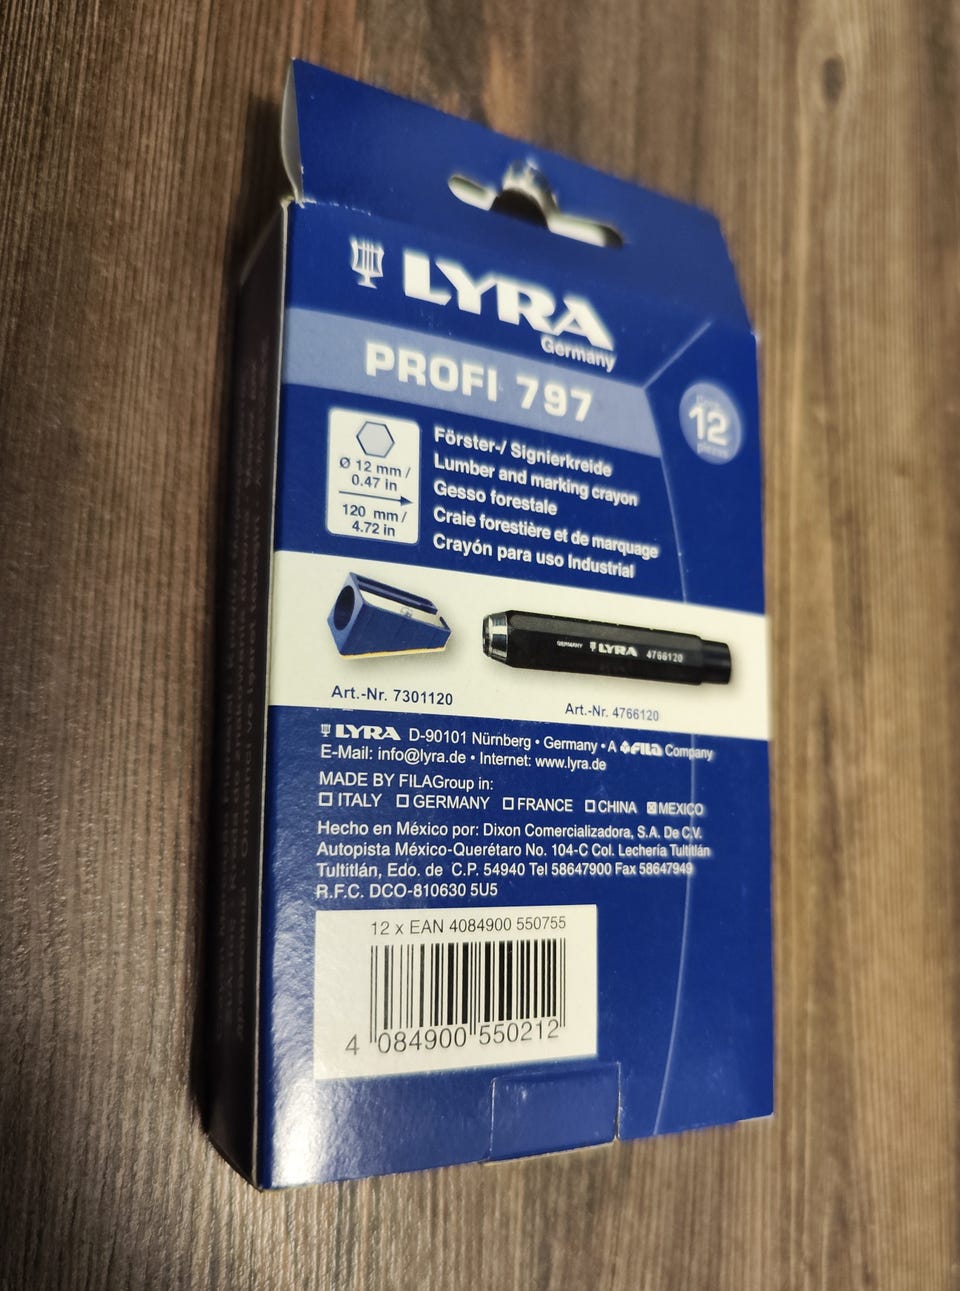 LYRA
Germany
PROFI 797
12
Ø 12 mm /
0.47 in
120 mm /
4.72 in
Förster-/ Signierkreide
Lumber and marking crayon
Gesso forestale
Craie forestière et de marquage
Crayón para uso Industrial
GERMANY LYRA 4766120
Art.-Nr. 7301120
Art.-Nr. 4766120
LYRA D-90101 Nürnberg • Germany • A FILA Company
E-Mail: info@lyra.de • Internet: www.lyra.de
MADE BY FILAGroup in:
☐ ITALY ☐ GERMANY ☐ FRANCE ☐ CHINA ☒ MEXICO
Hecho en México por: Dixon Comercializadora, S.A. De C.V.
Autopista México-Querétaro No. 104-C Col. Lechería Tultitlán
Tultitlán, Edo. de C.P. 54940 Tel 58647900 Fax 58647949
R.F.C. DCO-810630 5U5
12 x EAN 4084900 550755
4 084900 550212